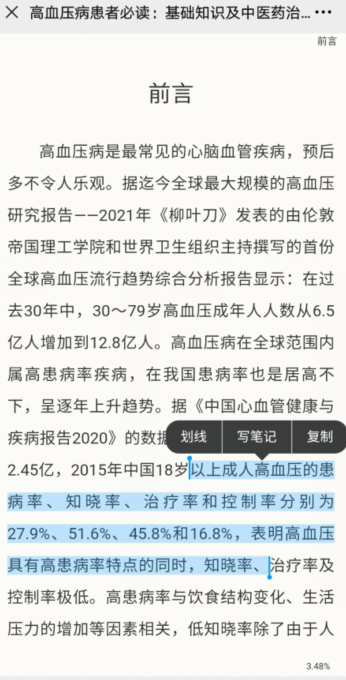 高血压病患者必读：基础知识及中医药治...
前言
前言
高血压病是最常见的心脑血管疾病，预后
多不令人乐观。据迄今全球最大规模的高血压
研究报告——2021年《柳叶刀》发表的由伦敦
帝国理工学院和世界卫生组织主持撰写的首份
全球高血压流行趋势综合分析报告显示：在过
去30年中，30～79岁高血压成年人人数从6.5
亿人增加到12.8亿人。高血压病在全球范围内
属高患病率疾病，在我国患病率也是居高不
下，呈逐年上升趋势。据《中国心血管健康与
疾病报告2020》的数据
划线 写笔记 复制
2.45亿，2015年中国18岁以上成人高血压的患
病率、知晓率、治疗率和控制率分别为
27.9%、51.6%、45.8%和16.8%，表明高血压
具有高患病率特点的同时，知晓率、治疗率及
控制率极低。高患病率与饮食结构变化、生活
压力的增加等因素相关，低知晓率除了由于人
3.48%